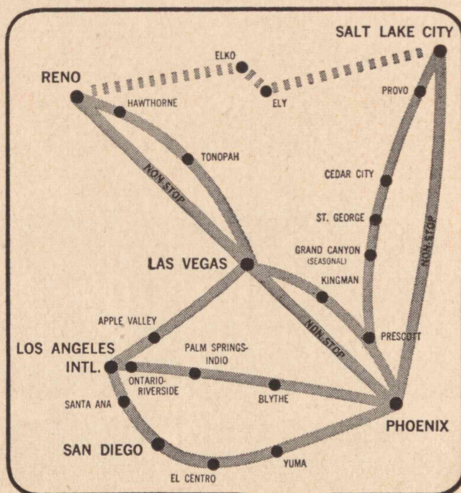 SALT LAKE CITY
ELKO
RENO
ELY
PROVO
HAWTHORNE
TONOPAH
NON-STOP
CEDAR CITY
ST. GEORGE
NON-STOP
GRAND CANYON
(SEASONAL)
LAS VEGAS
KINGMAN
NON-STOP
APPLE VALLEY
PRESCOTT
LOS ANGELES
INTL.
PALM SPRINGS-
INDIO
ONTARIO-
RIVERSIDE
BLYTHE
SANTA ANA
PHOENIX
SAN DIEGO
YUMA
EL CENTRO